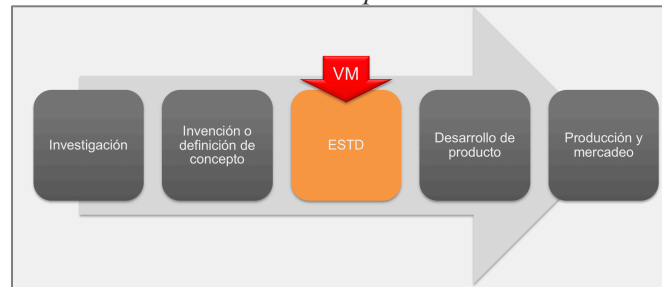 VM
Investigación
Invención o
definición de
concepto
ESTD
Desarrollo de
producto
Producción y
mercadeo